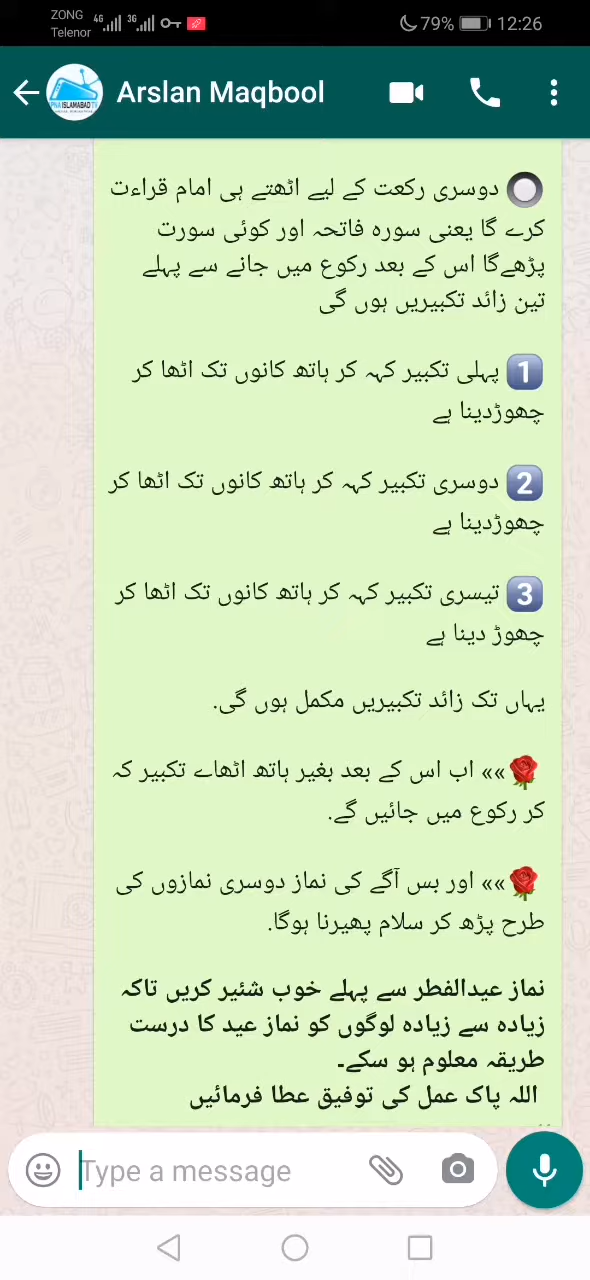 ZONG
Telenor
4G 3G 79% 12:26
PNA ISLAMABAD TV
Arslan Maqbool
دوسری رکعت کے لیے اٹھتے ہی امام قراءت
کرے گا یعنی سورہ فاتحہ اور کوئی سورت
پڑھےگا اس کے بعد رکوع میں جانے سے پہلے
تین زائد تکبیریں ہوں گی
1 پہلی تکبیر کہہ کر ہاتھ کانوں تک اٹھا کر
چھوڑدینا ہے
2 دوسری تکبیر کہہ کر ہاتھ کانوں تک اٹھا کر
چھوڑدینا ہے
3 تیسری تکبیر کہہ کر ہاتھ کانوں تک اٹھا کر
چھوڑ دینا ہے
یہاں تک زائد تکبیریں مکمل ہوں گی.
🌹»» اب اس کے بعد بغیر ہاتھ اٹھاے تکبیر کہ
کر رکوع میں جائیں گے.
🌹»» اور بس آگے کی نماز دوسری نمازوں کی
طرح پڑھ کر سلام پھیرنا ہوگا.
نماز عیدالفطر سے پہلے خوب شئیر کریں تاکہ
زیادہ سے زیادہ لوگوں کو نماز عید کا درست
طریقہ معلوم ہو سکے۔
اللہ پاک عمل کی توفیق عطا فرمائیں
Type a message